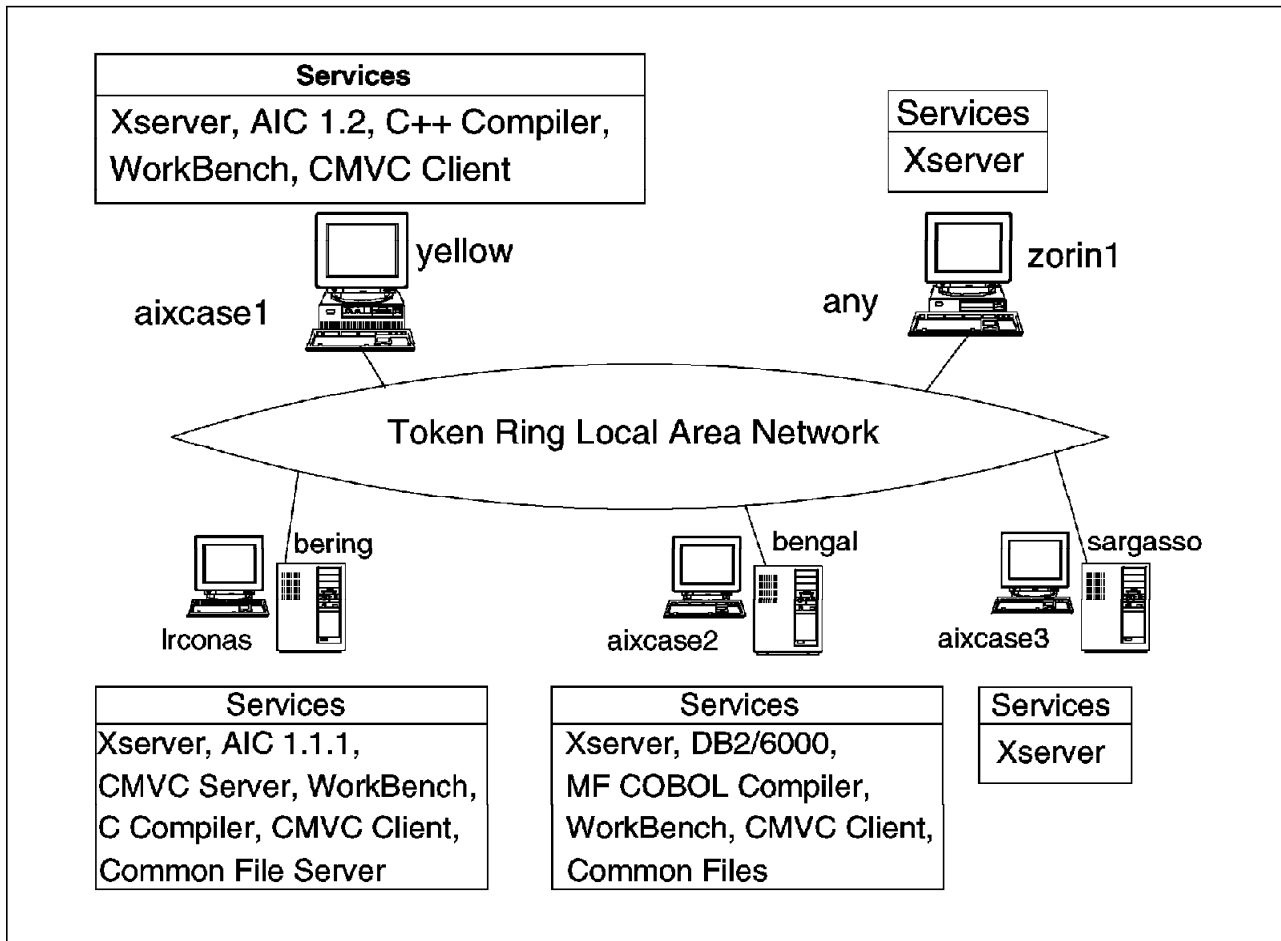 Services
Xserver, AIC 1.2, C++ Compiler,
WorkBench, CMVC Client
Services
Xserver
yellow
aixcase1
zorin1
any
Token Ring Local Area Network
bering
lrconas
bengal
aixcase2
sargasso
aixcase3
Services
Xserver, AIC 1.1.1,
CMVC Server, WorkBench,
C Compiler, CMVC Client,
Common File Server
Services
Xserver, DB2/6000,
MF COBOL Compiler,
WorkBench, CMVC Client,
Common Files
Services
Xserver